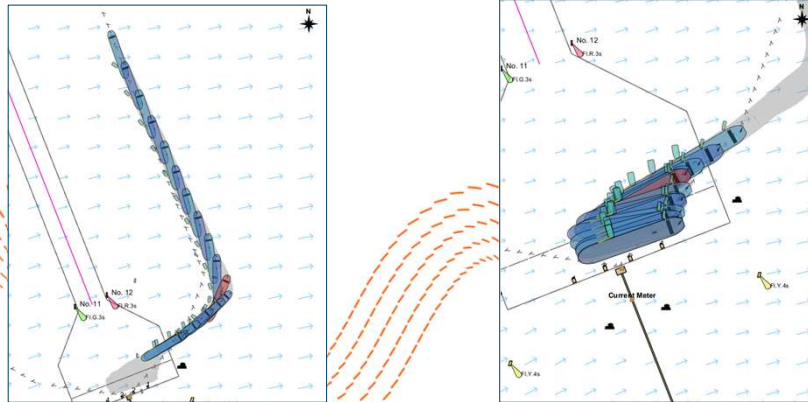 N
No. 11
Fl.G.3s
No. 12
Fl.R.3s
N
No. 12
Fl.R.3s
No. 11
Fl.G.3s
Current Meter
Fl.Y.4s
Fl.Y.4s